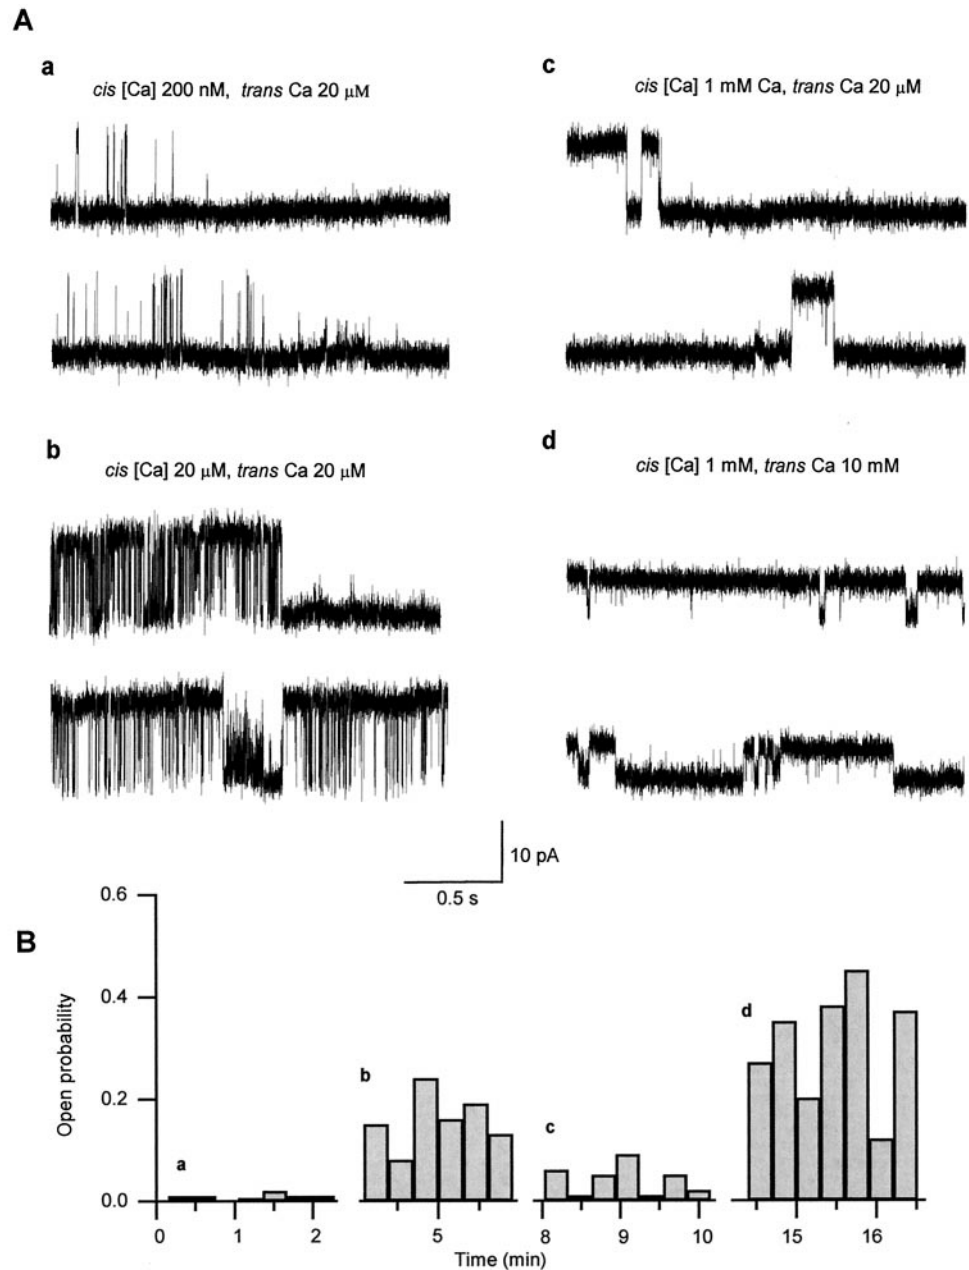 A
a
cis [Ca] 200 nM, trans Ca 20 μM
c
cis [Ca] 1 mM Ca, trans Ca 20 μM
b
cis [Ca] 20 μM, trans Ca 20 μM
d
cis [Ca] 1 mM, trans Ca 10 mM
10 pA
0.5 s
B
Open probability
0.6
0.4
0.2
0.0
a
b
c
d
0 1 2 5 8 9 10 15 16
Time (min)